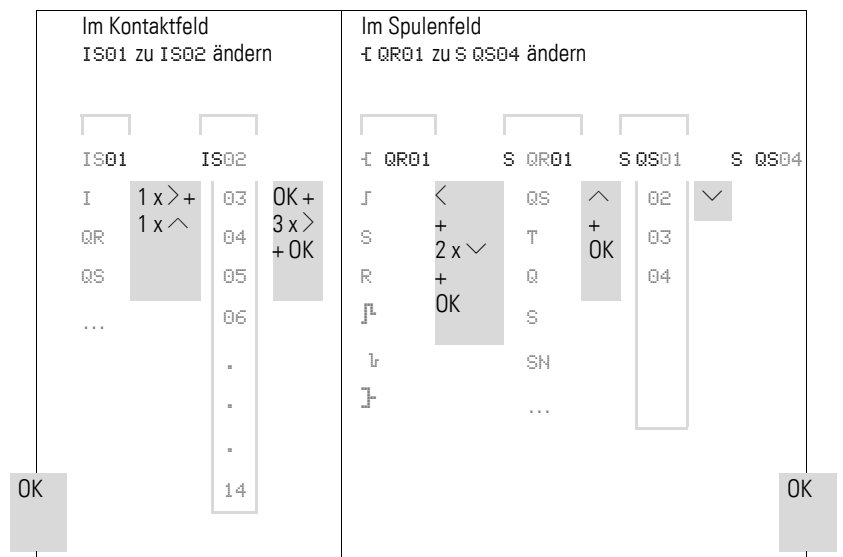 Im Kontaktfeld
IS01 zu IS02 ändern
IS01
I
QR
QS
...
1 x > +
1 x ^
IS02
03
04
05
06
.
.
.
14
OK +
3 x >
+ OK
OK
Im Spulenfeld
QR01 zu S QS04 ändern
QR01
S
R
<
+
2 x
+
OK
S QR01
QS
T
Q
S
SN
...
^
+
OK
S QS01
02
03
04
S QS04
OK